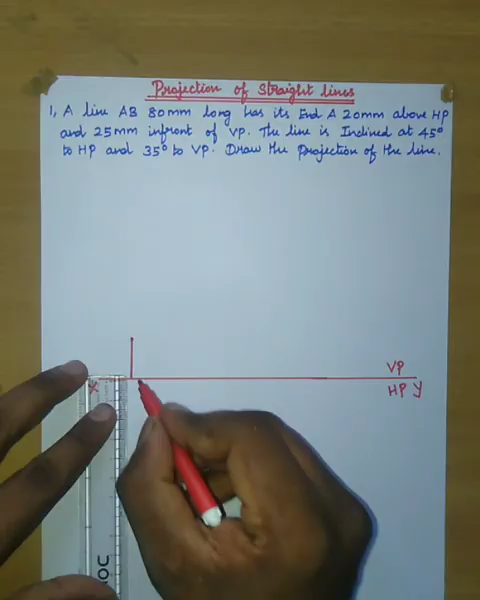 Projection of Straight lines
1, A line AB 80mm long has its End A 20mm above HP
and 25mm infront of VP. The line is Inclined at 45°
to HP and 35° to VP. Draw the Projection of the line.
VP
X
HP Y